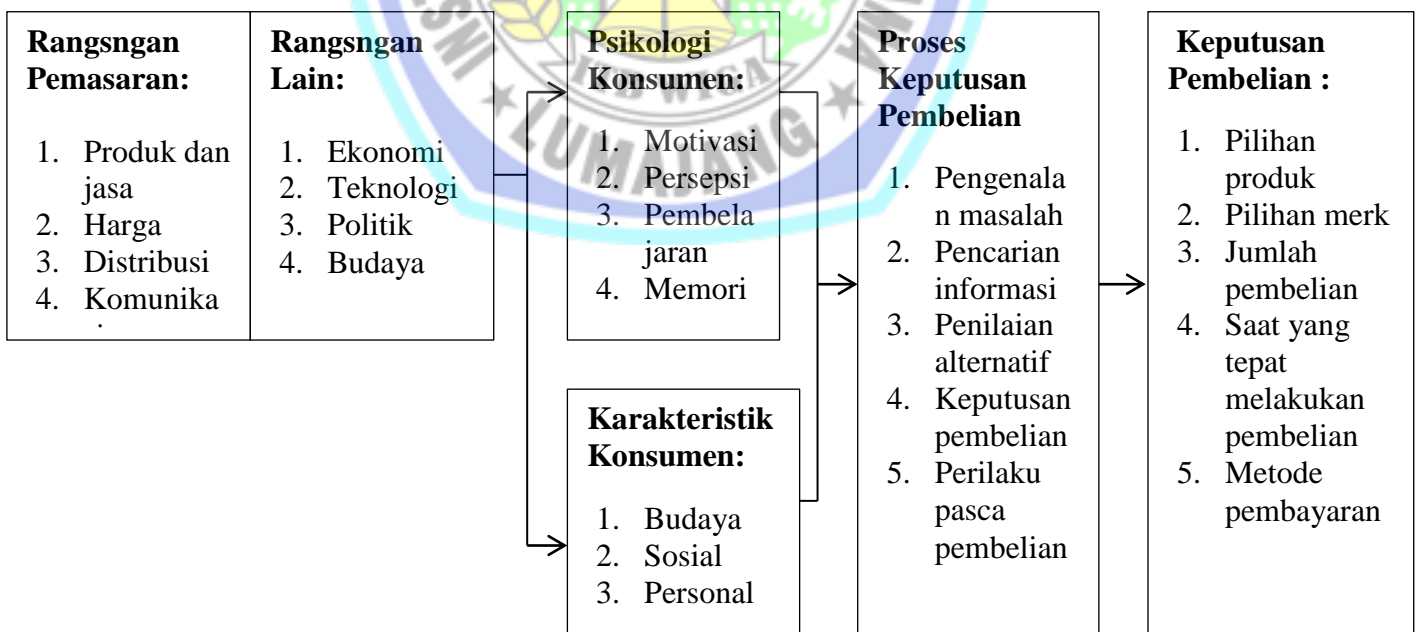 Rangsngan
Pemasaran:
1. Produk dan
jasa
2. Harga
3. Distribusi
4. Komunika
Rangsngan
Lain:
1. Ekonomi
2. Teknologi
3. Politik
4. Budaya
Psikologi
Konsumen:
1. Motivasi
2. Persepsi
3. Pembela
jaran
4. Memori
Karakteristik
Konsumen:
1. Budaya
2. Sosial
3. Personal
Proses
Keputusan
Pembelian
1. Pengenala
n masalah
2. Pencarian
informasi
3. Penilaian
alternatif
4. Keputusan
pembelian
5. Perilaku
pasca
pembelian
Keputusan
Pembelian :
1. Pilihan
produk
2. Pilihan merk
3. Jumlah
pembelian
4. Saat yang
tepat
melakukan
pembelian
5. Metode
pembayaran
ITB WIGA
LUMAJANG